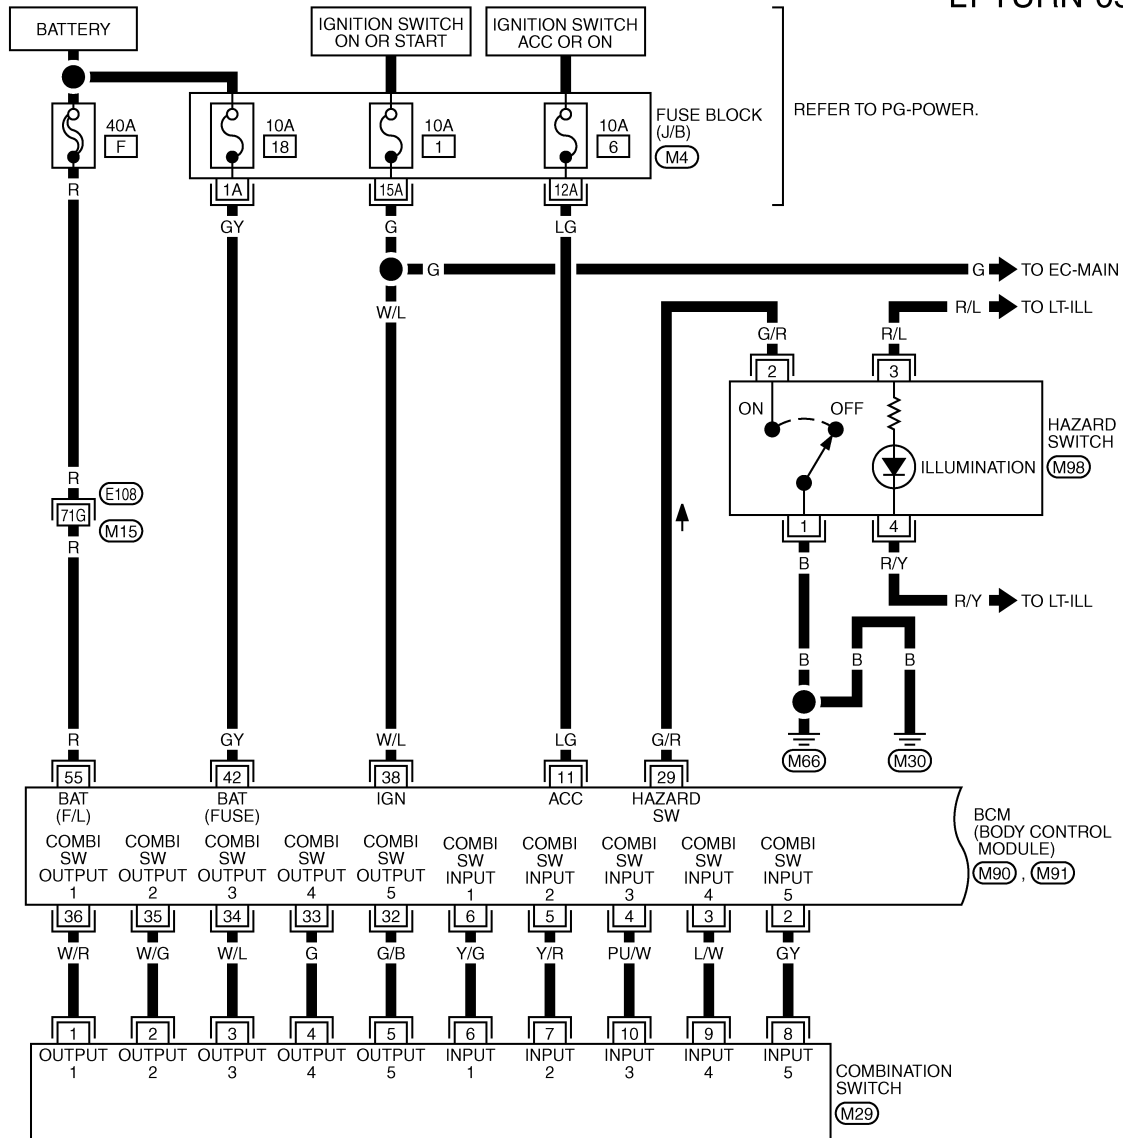 BATTERY
IGNITION SWITCH
ON OR START
IGNITION SWITCH
ACC OR ON
40A
F
10A
18
10A
1
10A
6
FUSE BLOCK
(J/B)
M4
REFER TO PG-POWER.
R
1A
15A
12A
GY
G
LG
G
G
TO EC-MAIN
W/L
R/L
TO LT-ILL
G/R
R/L
2
3
ON
OFF
HAZARD
SWITCH
M98
ILLUMINATION
R
E108
71G
M15
R
1
4
B
R/Y
R/Y
TO LT-ILL
B
B
B
M66
M30
R
GY
W/L
LG
G/R
55
42
38
11
29
BAT
(F/L)
BAT
(FUSE)
IGN
ACC
HAZARD
SW
BCM
(BODY CONTROL
MODULE)
M90 , M91
COMBI
SW
OUTPUT
1
COMBI
SW
OUTPUT
2
COMBI
SW
OUTPUT
3
COMBI
SW
OUTPUT
4
COMBI
SW
OUTPUT
5
COMBI
SW
INPUT
1
COMBI
SW
INPUT
2
COMBI
SW
INPUT
3
COMBI
SW
INPUT
4
COMBI
SW
INPUT
5
36
35
34
33
32
6
5
4
3
2
W/R
W/G
W/L
G
G/B
Y/G
Y/R
PU/W
L/W
GY
1
2
3
4
5
6
7
10
9
8
OUTPUT
1
OUTPUT
2
OUTPUT
3
OUTPUT
4
OUTPUT
5
INPUT
1
INPUT
2
INPUT
3
INPUT
4
INPUT
5
COMBINATION
SWITCH
M29